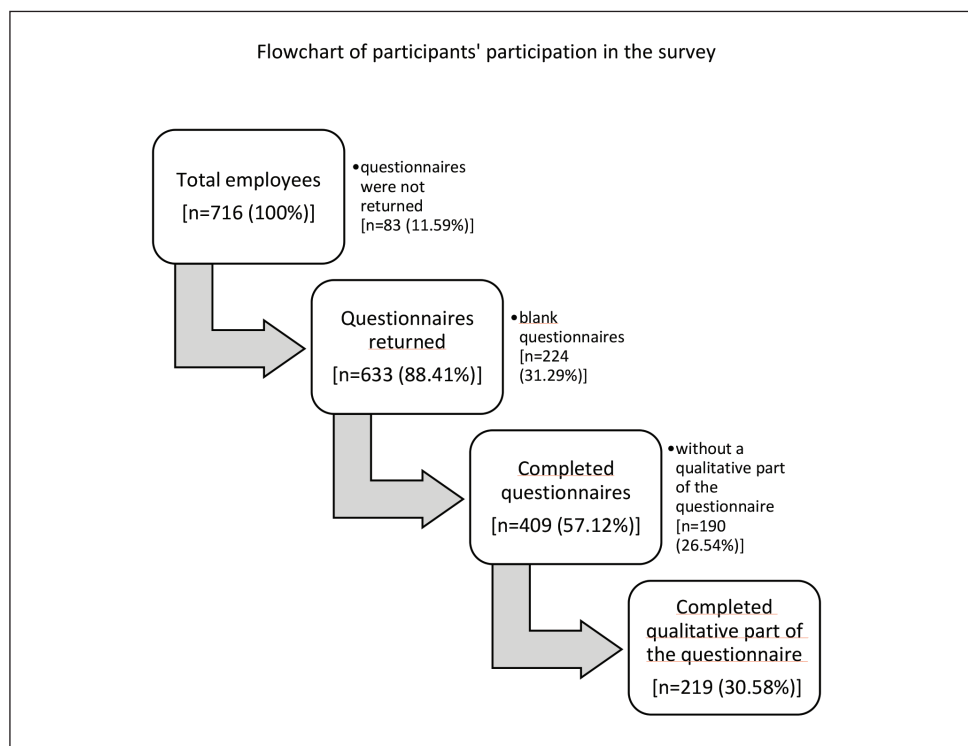 Flowchart of participants' participation in the survey
Total employees
[n=716 (100%)]
•questionnaires
were not
returned
[n=83 (11.59%)]
Questionnaires
returned
[n=633 (88.41%)]
•blank
questionnaires
[n=224
(31.29%)]
Completed
questionnaires
[n=409 (57.12%)]
•without a
qualitative part
of the
questionnaire
[n=190
(26.54%)]
Completed
qualitative part of
the questionnaire
[n=219 (30.58%)]